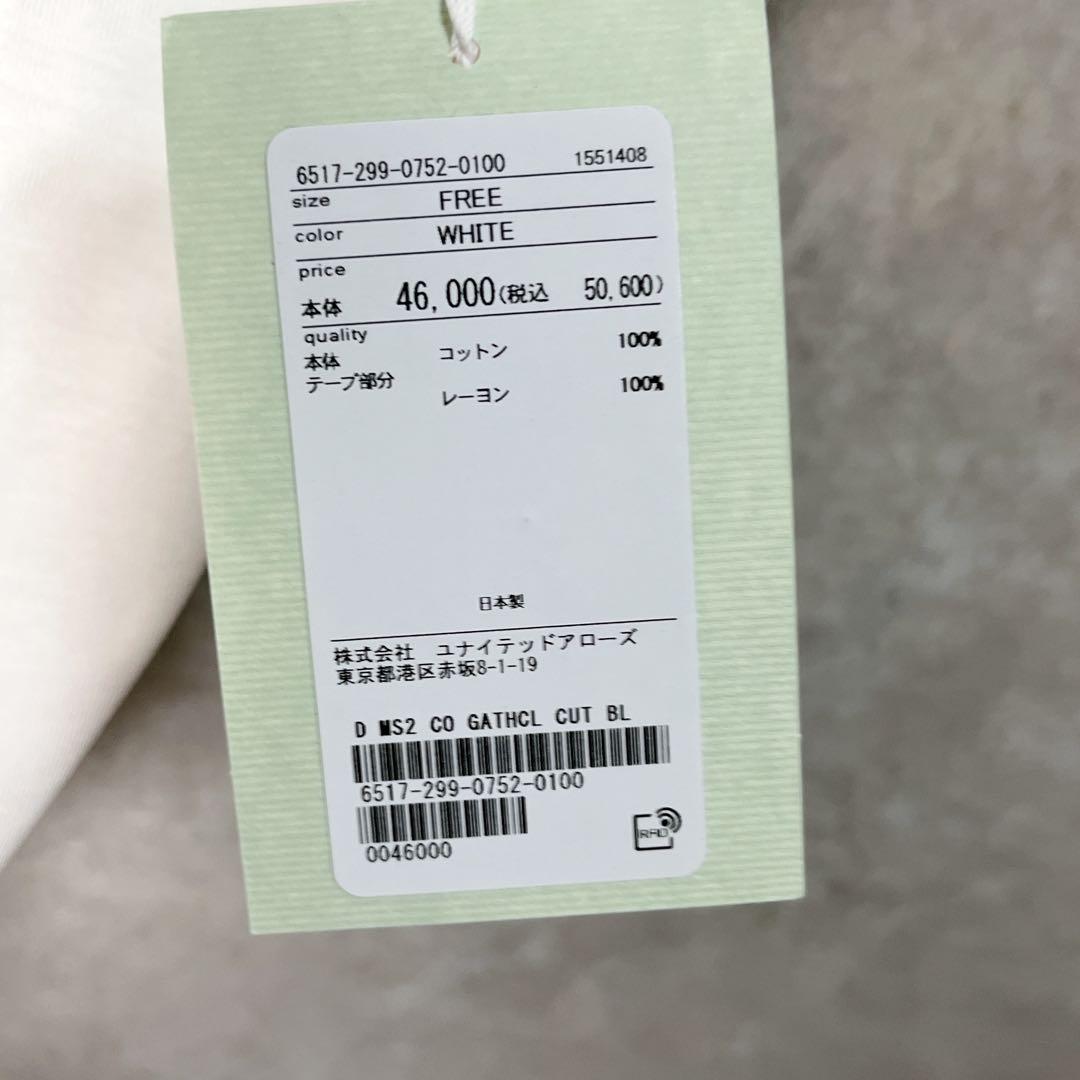 6517-299-0752-0100 1551408
size FREE
color WHITE
price
本体 46,000(税込 50,600)
quality
本体 コットン 100%
テープ部分
レーヨン 100%
日本製
株式会社 ユナイテッドアローズ
東京都港区赤坂8-1-19
D MS2 CO GATHCL CUT BL
6517-299-0752-0100
0046000
RFID